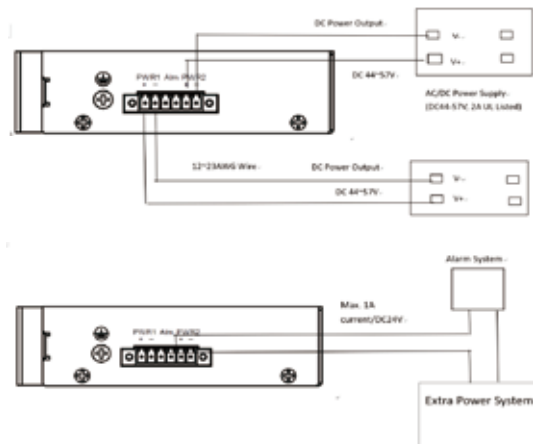 DC Power Output
V-
V+
PWR1 Alm PWR2
+ - + -
DC 44~57V
AC/DC Power Supply
(DC44-57V, 2A UL Listed)
12~23AWG Wire
DC Power Output
V-
DC 44~57V
V+
Alarm System
Max. 1A
current/DC24V
PWR1 Alm PWR2
+ - + -
Extra Power System